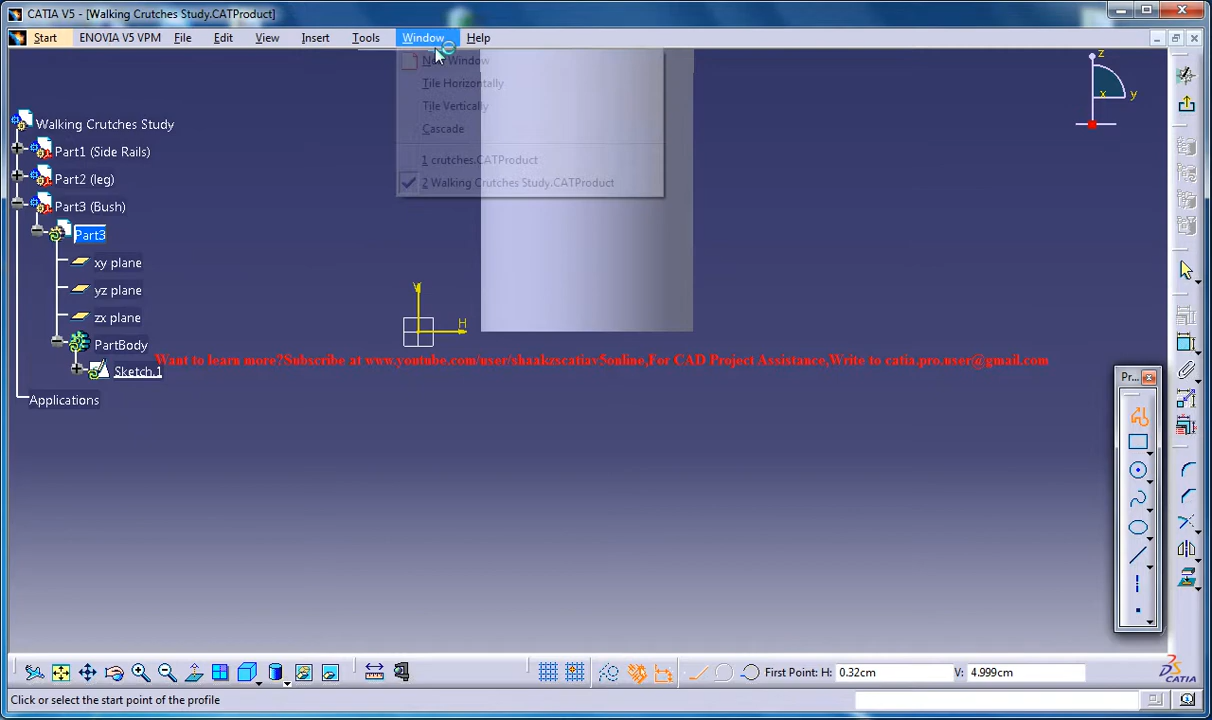 CATIA V5 - [Walking Crutches Study.CATProduct]
Start ENOVIA V5 VPM File Edit View Insert Tools Window Help
New Window
Tile Horizontally
Tile Vertically
Cascade
1 crutches.CATProduct
2 Walking Crutches Study.CATProduct
z
x
y
Walking Crutches Study
Part1 (Side Rails)
Part2 (leg)
Part3 (Bush)
Part3
xy plane
yz plane
zx plane
PartBody
Sketch.1
Applications
V
H
Want to learn more?Subscribe at www.youtube.com/user/shaakzscatiav5online,For CAD Project Assistance,Write to catia.pro.user@gmail.com
Pr...
First Point: H: 0.32cm V: 4.999cm
CATIA
Click or select the start point of the profile